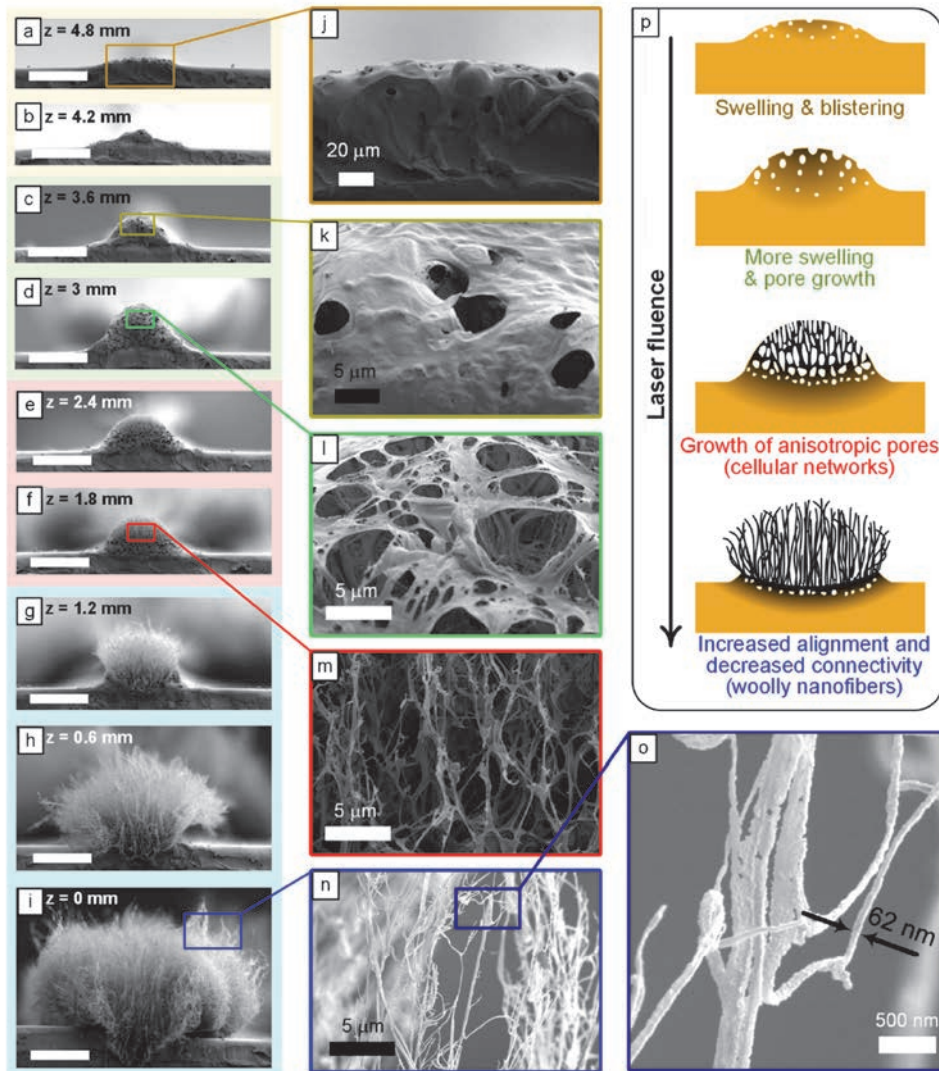 a
z = 4.8 mm
b
z = 4.2 mm
c
z = 3.6 mm
d
z = 3 mm
e
z = 2.4 mm
f
z = 1.8 mm
g
z = 1.2 mm
h
z = 0.6 mm
i
z = 0 mm
j
20 μm
k
5 μm
l
5 μm
m
5 μm
n
5 μm
o
62 nm
500 nm
p
Laser fluence
Swelling & blistering
More swelling
& pore growth
Growth of anisotropic pores
(cellular networks)
Increased alignment and
decreased connectivity
(woolly nanofibers)